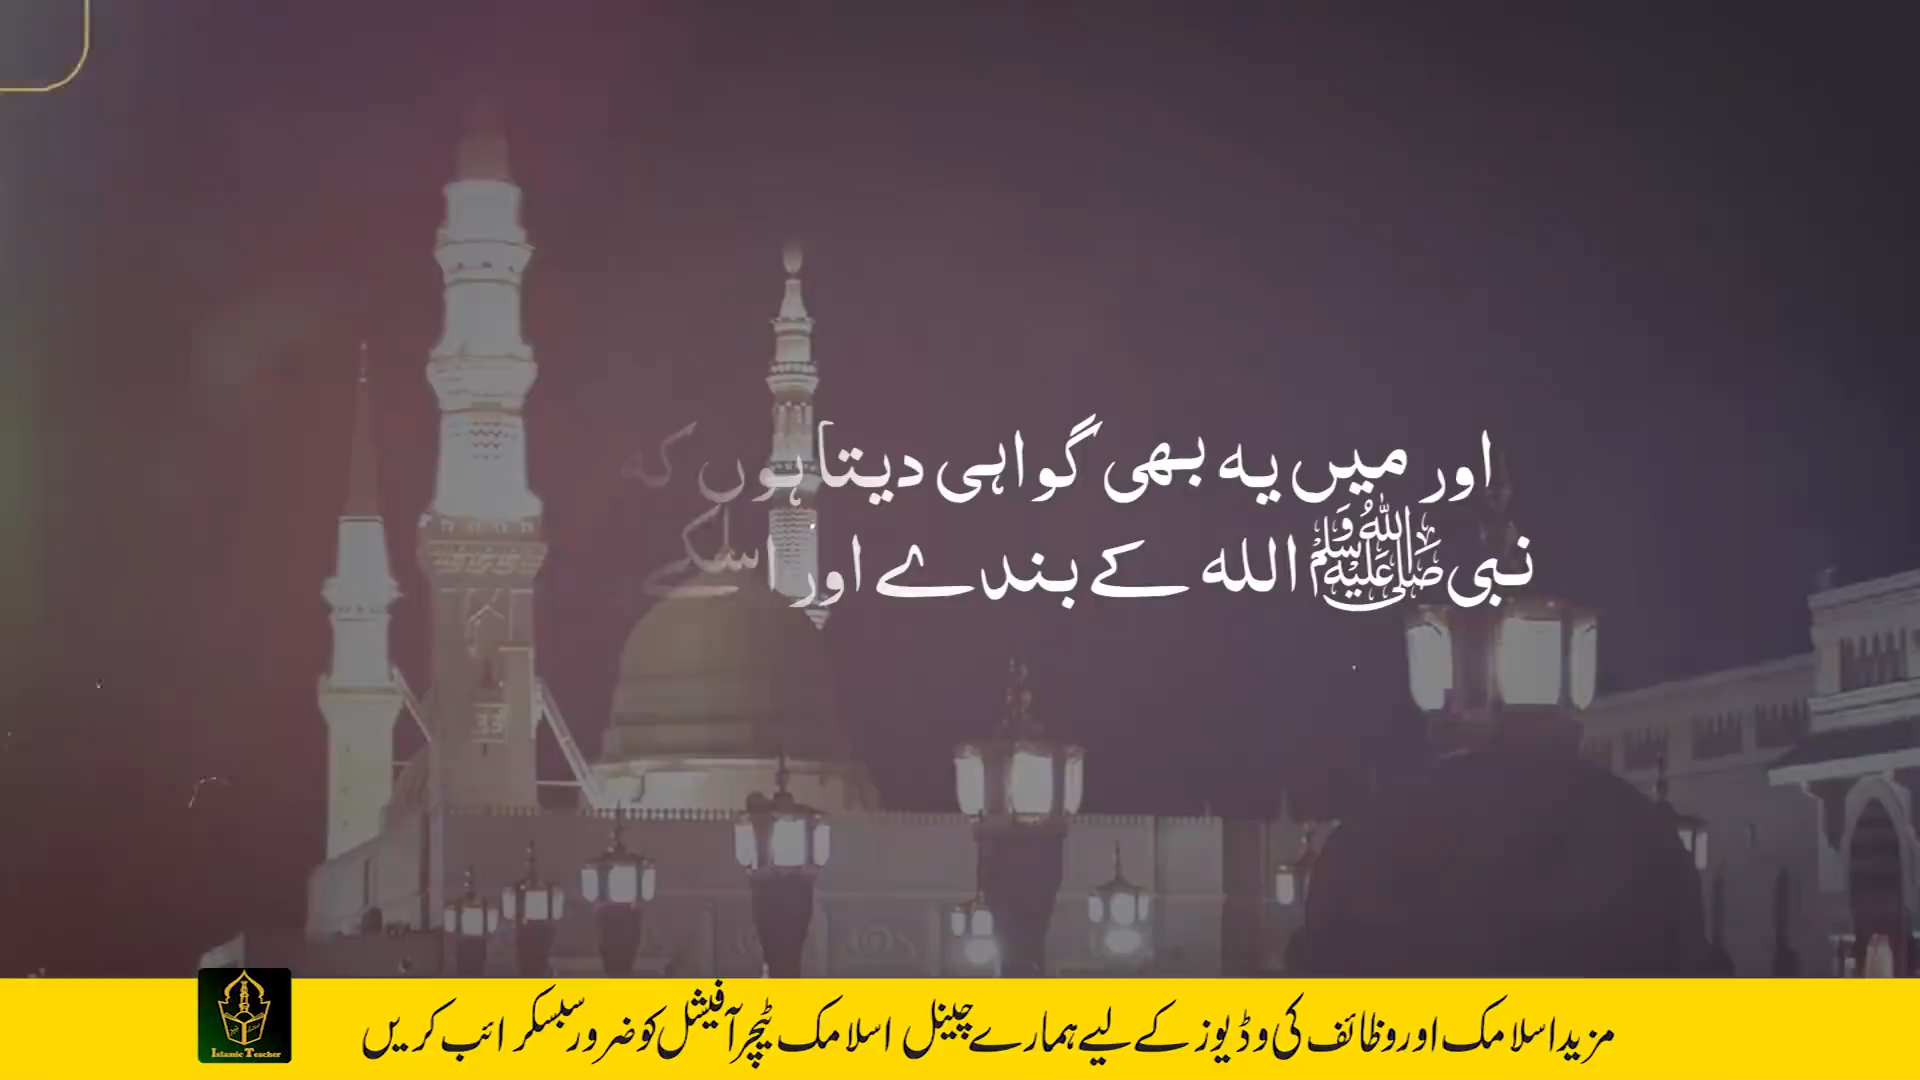 اور میں یہ بھی گواہی دیتا ہوں کہ
نبی ﷺ اللہ کے بندے اور اسکے
مزید اسلامک اور وظائف کی وڈیوز کے لیے ہمارے چینل اسلامک ٹیچر آفیشل کو ضرور سبسکرائب کریں
Islamic Teacher